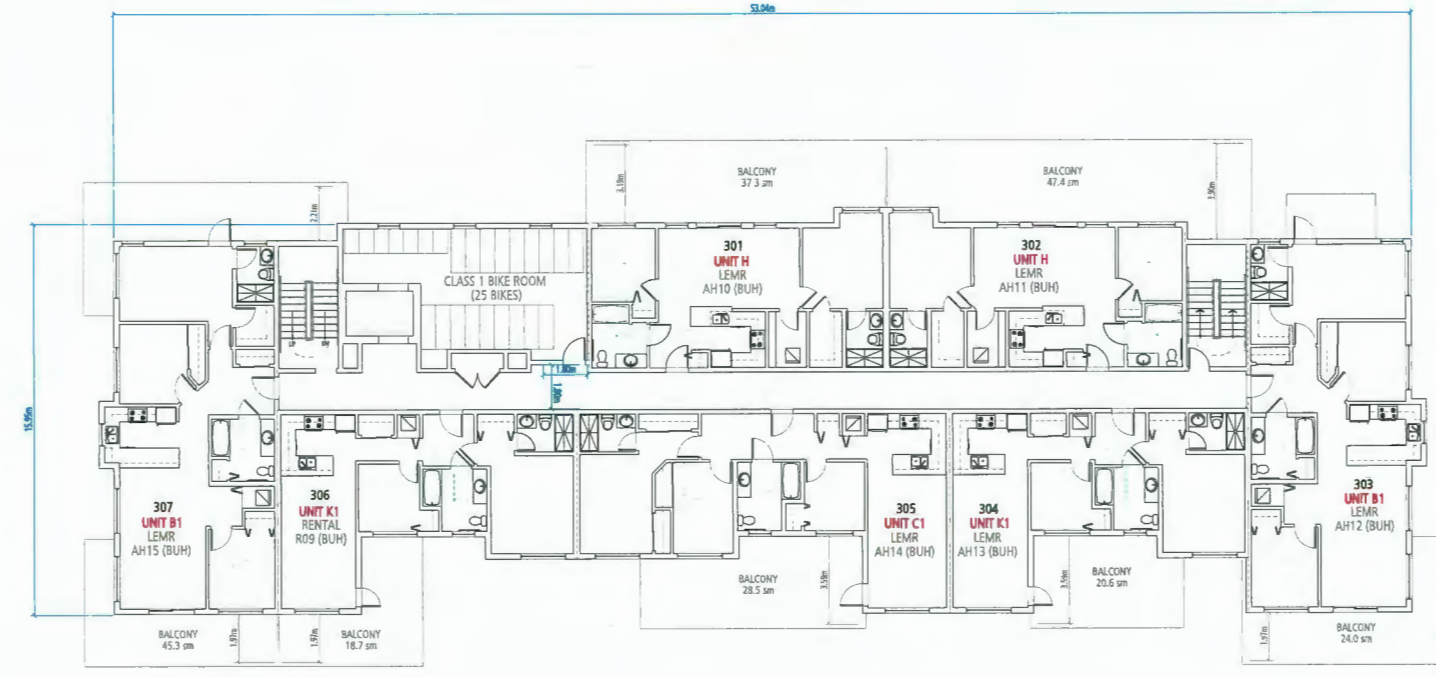 53.04m
BALCONY
37.3 sm
BALCONY
47.4 sm
3.19m
3.90m
2.21m
301
UNIT H
LEMR
AH10 (BUH)
302
UNIT H
LEMR
AH11 (BUH)
CLASS 1 BIKE ROOM
(25 BIKES)
1.80m
1.80m
15.95m
307
UNIT B1
LEMR
AH15 (BUH)
306
UNIT K1
RENTAL
R09 (BUH)
305
UNIT C1
LEMR
AH14 (BUH)
304
UNIT K1
LEMR
AH13 (BUH)
303
UNIT B1
LEMR
AH12 (BUH)
BALCONY
28.5 sm
3.59m
3.59m
BALCONY
20.6 sm
BALCONY
45.3 sm
1.97m
1.97m
BALCONY
18.7 sm
1.97m
BALCONY
24.0 sm